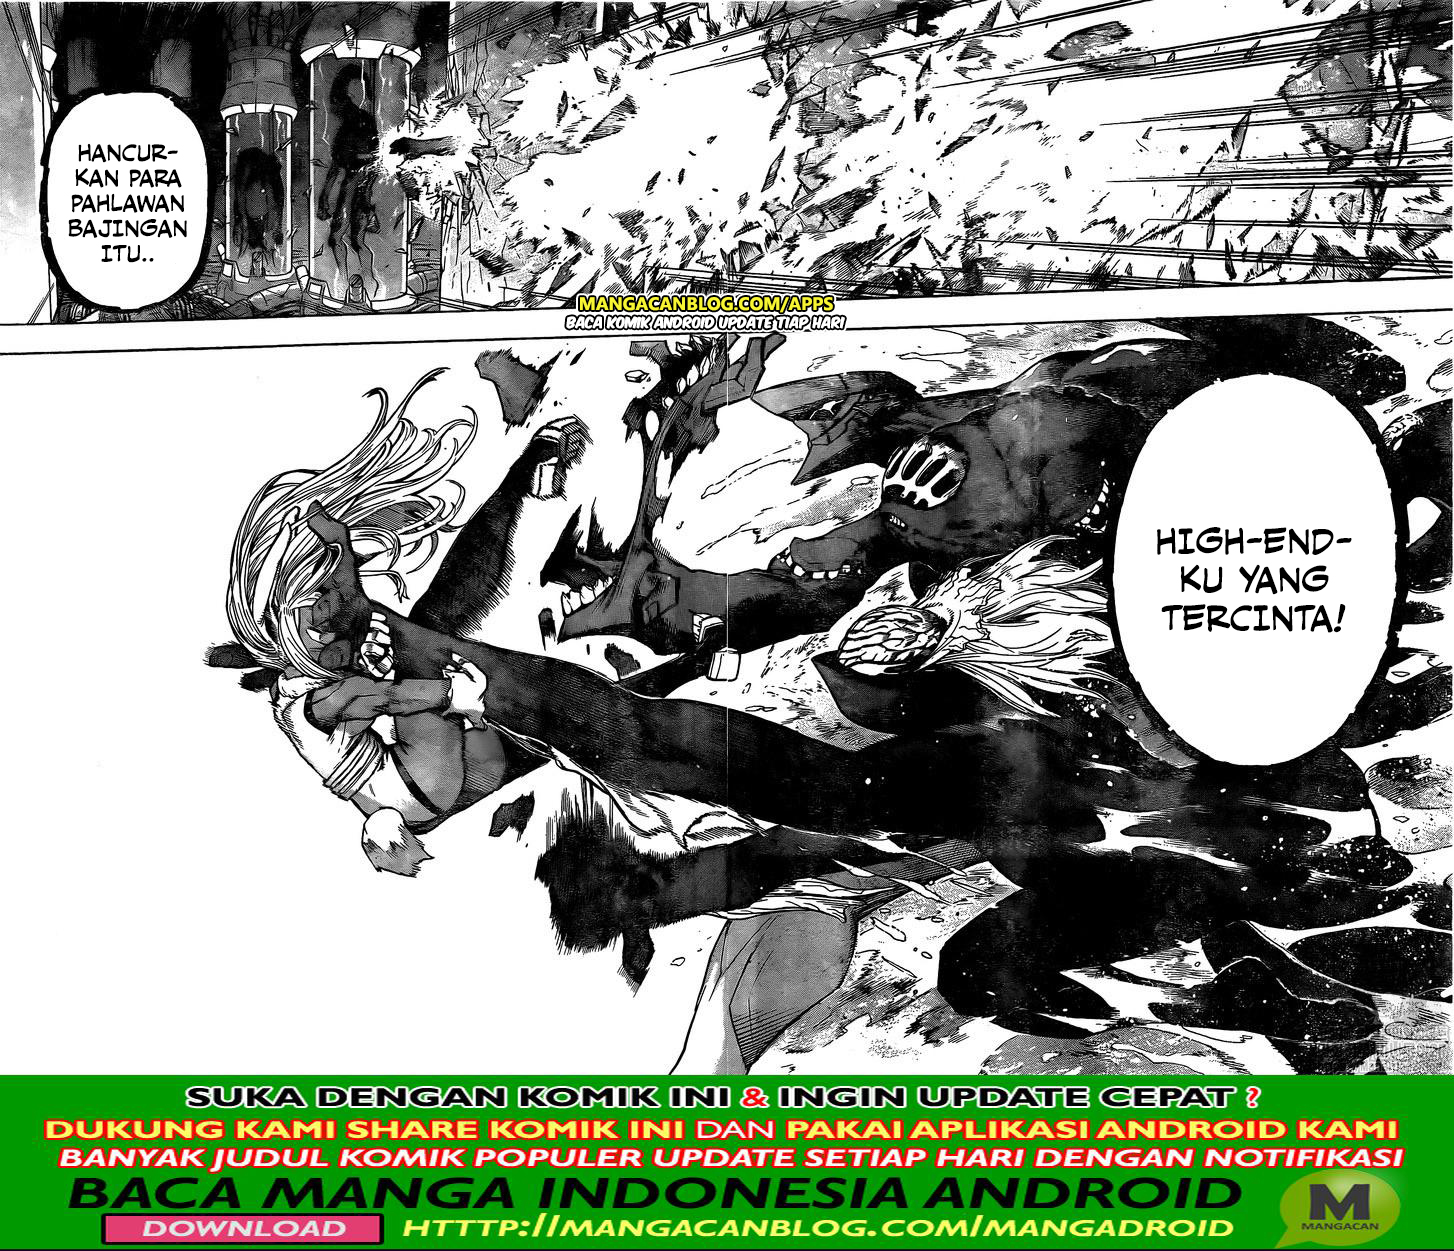 HANCUR-
KAN PARA
PAHLAWAN
BAJINGAN
ITU..
MANGACANBLOG.COM/APPS
BACA KOMIK ANDROID UPDATE TIAP HARI
HIGH-END-
KU YANG
TERCINTA!
SUKA DENGAN KOMIK INI & INGIN UPDATE CEPAT ?
DUKUNG KAMI SHARE KOMIK INI DAN PAKAI APLIKASI ANDROID KAMI
BANYAK JUDUL KOMIK POPULER UPDATE SETIAP HARI DENGAN NOTIFIKASI
BACA MANGA INDONESIA ANDROID
DOWNLOAD HTTTP://MANGACANBLOG.COM/MANGADROID
M
MANGACAN